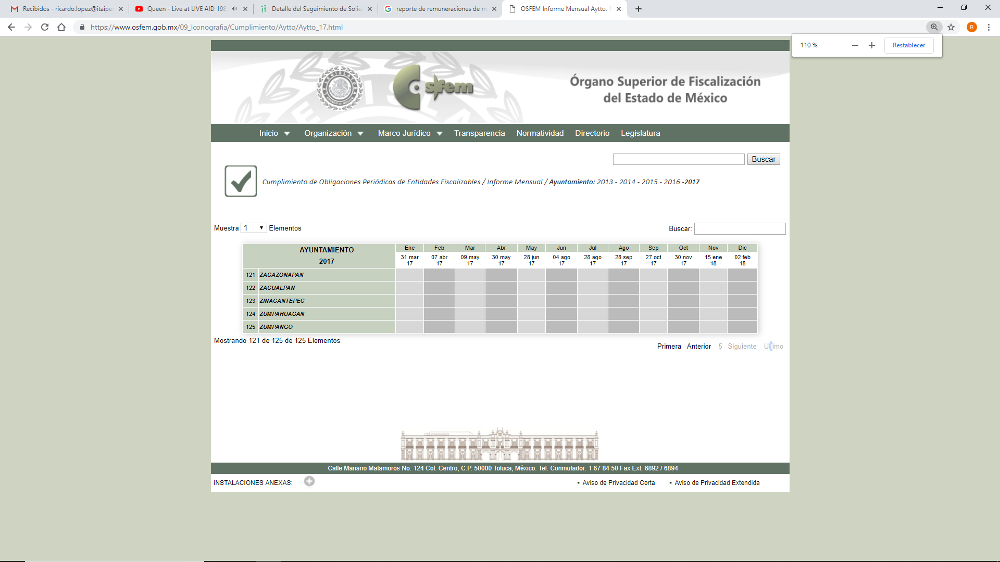 Recibidos - ricardo.lopez@itaiper
Queen - Live at LIVE AID 198
Detalle del Seguimiento de Solici
reporte de remuneraciones de m
OSFEM Informe Mensual Aytto. 1
https://www.osfem.gob.mx/09_Iconografia/Cumplimiento/Aytto/Aytto_17.html
R
110 %
Restablecer
osfem
Órgano Superior de Fiscalización
del Estado de México
Inicio Organización Marco Jurídico Transparencia Normatividad Directorio Legislatura
Buscar
Cumplimiento de Obligaciones Periódicas de Entidades Fiscalizables / Informe Mensual / Ayuntamiento: 2013 - 2014 - 2015 - 2016 -2017
Muestra 1 Elementos
Buscar:
AYUNTAMIENTO
2017
Ene Feb Mar Abr May Jun Jul Ago Sep Oct Nov Dic
31 mar 07 abr 09 may 30 may 28 jun 04 ago 28 ago 28 sep 27 oct 30 nov 15 ene 02 feb
17 17 17 17 17 17 17 17 17 17 18 18
121 ZACAZONAPAN
122 ZACUALPAN
123 ZINACANTEPEC
124 ZUMPAHUACAN
125 ZUMPANGO
Mostrando 121 de 125 de 125 Elementos
Primera Anterior 5 Siguiente Ultimo
Calle Mariano Matamoros No. 124 Col. Centro, C.P. 50000 Toluca, México. Tel. Conmutador: 1 67 84 50 Fax Ext. 6892 / 6894
INSTALACIONES ANEXAS:
Aviso de Privacidad Corta
Aviso de Privacidad Extendida